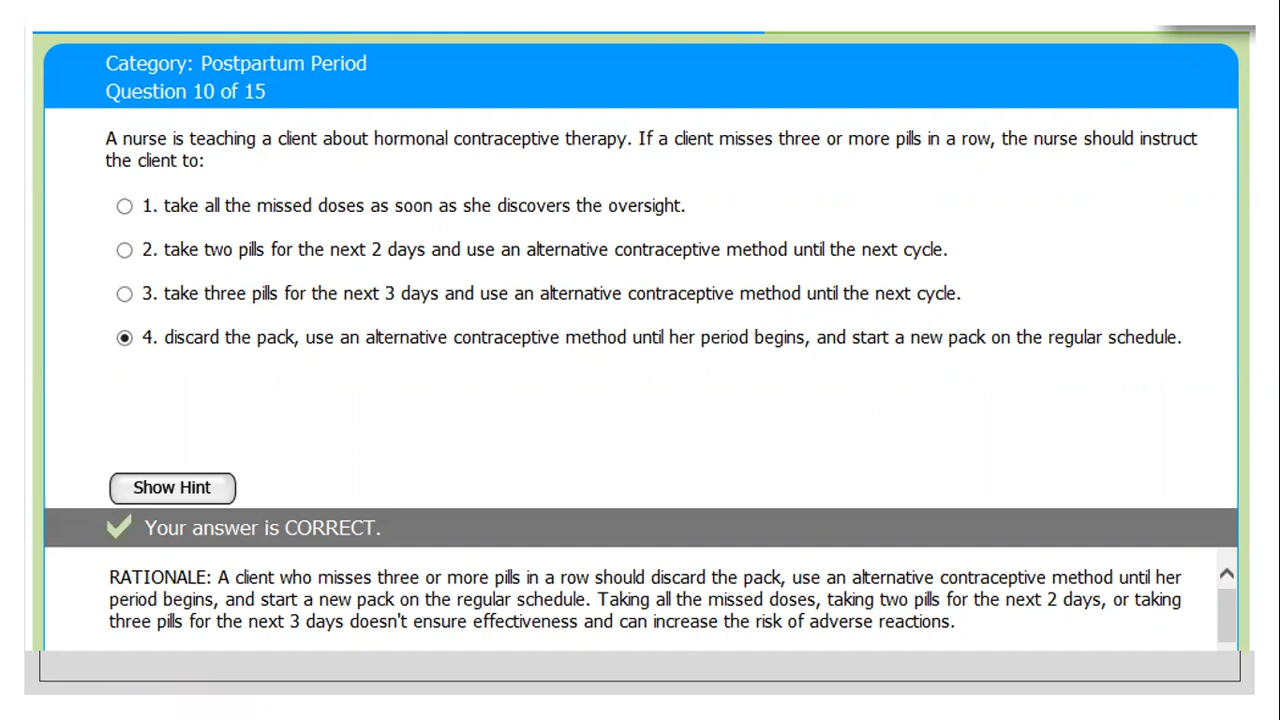 Category: Postpartum Period
Question 10 of 15
A nurse is teaching a client about hormonal contraceptive therapy. If a client misses three or more pills in a row, the nurse should instruct
the client to:
1. take all the missed doses as soon as she discovers the oversight.
2. take two pills for the next 2 days and use an alternative contraceptive method until the next cycle.
3. take three pills for the next 3 days and use an alternative contraceptive method until the next cycle.
4. discard the pack, use an alternative contraceptive method until her period begins, and start a new pack on the regular schedule.
Show Hint
Your answer is CORRECT.
RATIONALE: A client who misses three or more pills in a row should discard the pack, use an alternative contraceptive method until her
period begins, and start a new pack on the regular schedule. Taking all the missed doses, taking two pills for the next 2 days, or taking
three pills for the next 3 days doesn't ensure effectiveness and can increase the risk of adverse reactions.